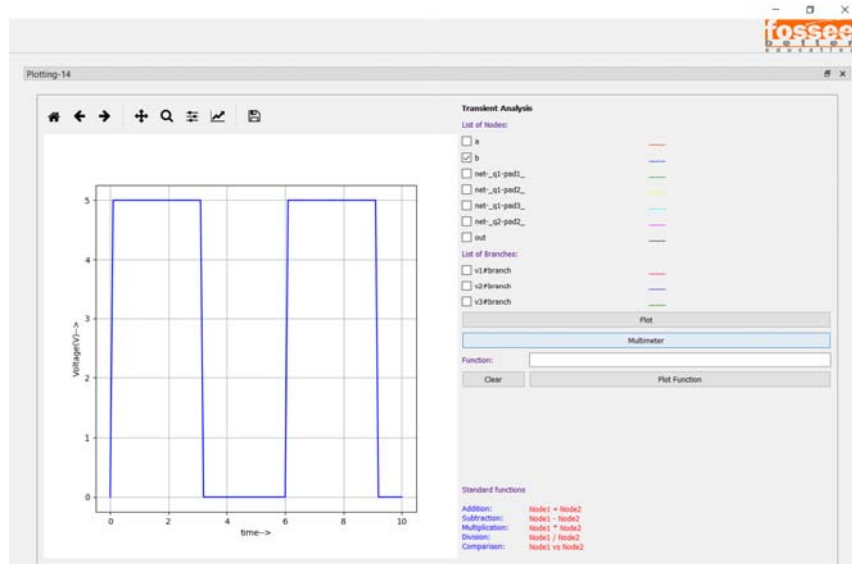 fossee
better
education
Plotting-14
Transient Analysis
List of Nodes:
a
b
net-_q1-pad1_
net-_q1-pad2_
net-_q1-pad3_
net-_q2-pad2_
out
List of Branches:
v1#branch
v2#branch
v3#branch
Plot
Multimeter
Function:
Clear
Plot Function
Standard functions
Addition: Node1 + Node2
Subtraction: Node1 - Node2
Multiplication: Node1 * Node2
Division: Node1 / Node2
Comparison: Node1 vs Node2
Voltage(V)-->
5
4
3
2
1
0
0 2 4 6 8 10
time-->